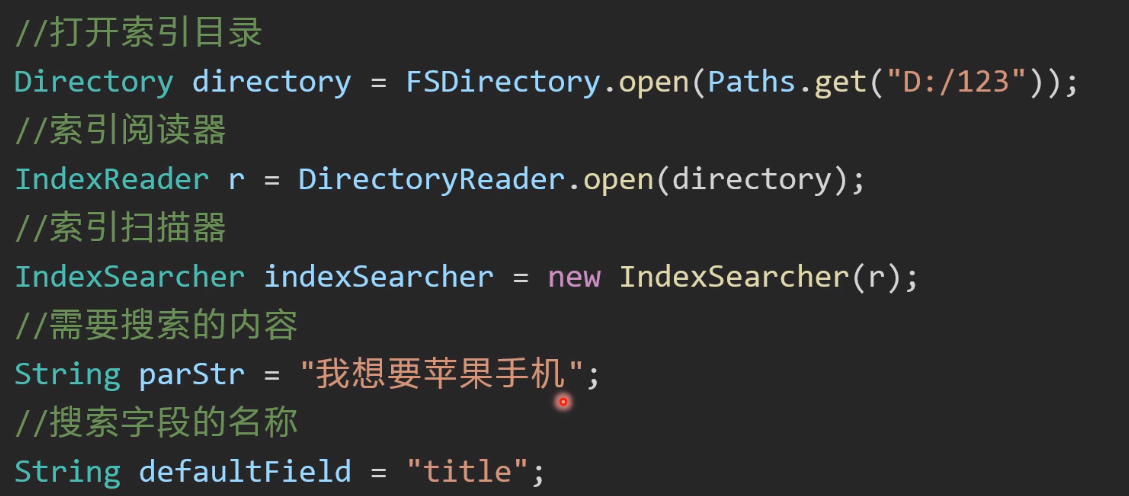 //打开索引目录
Directory directory = FSDirectory.open(Paths.get("D:/123"));
//索引阅读器
IndexReader r = DirectoryReader.open(directory);
//索引扫描器
IndexSearcher indexSearcher = new IndexSearcher(r);
//需要搜索的内容
String parStr = "我想要苹果手机";
//搜索字段的名称
String defaultField = "title";